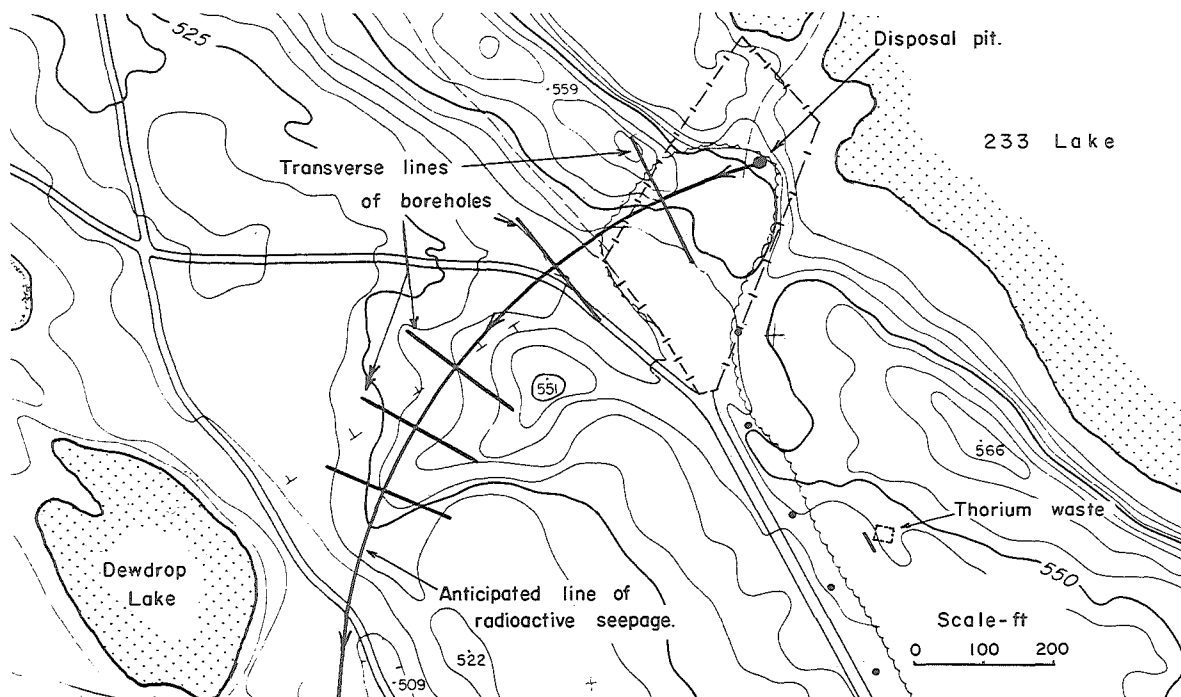 525
Disposal pit.
559
233 Lake
Transverse lines
of boreholes
551
566
Thorium waste
Dewdrop
Lake
550
Anticipated line of
radioactive seepage.
Scale-ft
0 100 200
522
509